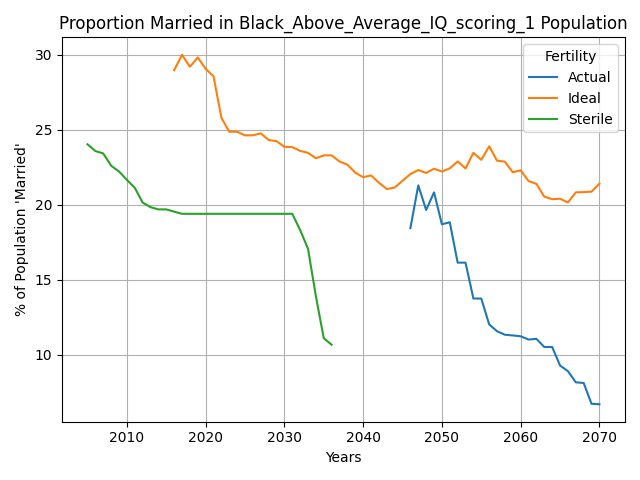 Proportion Married in Black_Above_Average_IQ_scoring_1 Population
% of Population 'Married'
30
25
20
15
10
Fertility
Actual
Ideal
Sterile
2010 2020 2030 2040 2050 2060 2070
Years